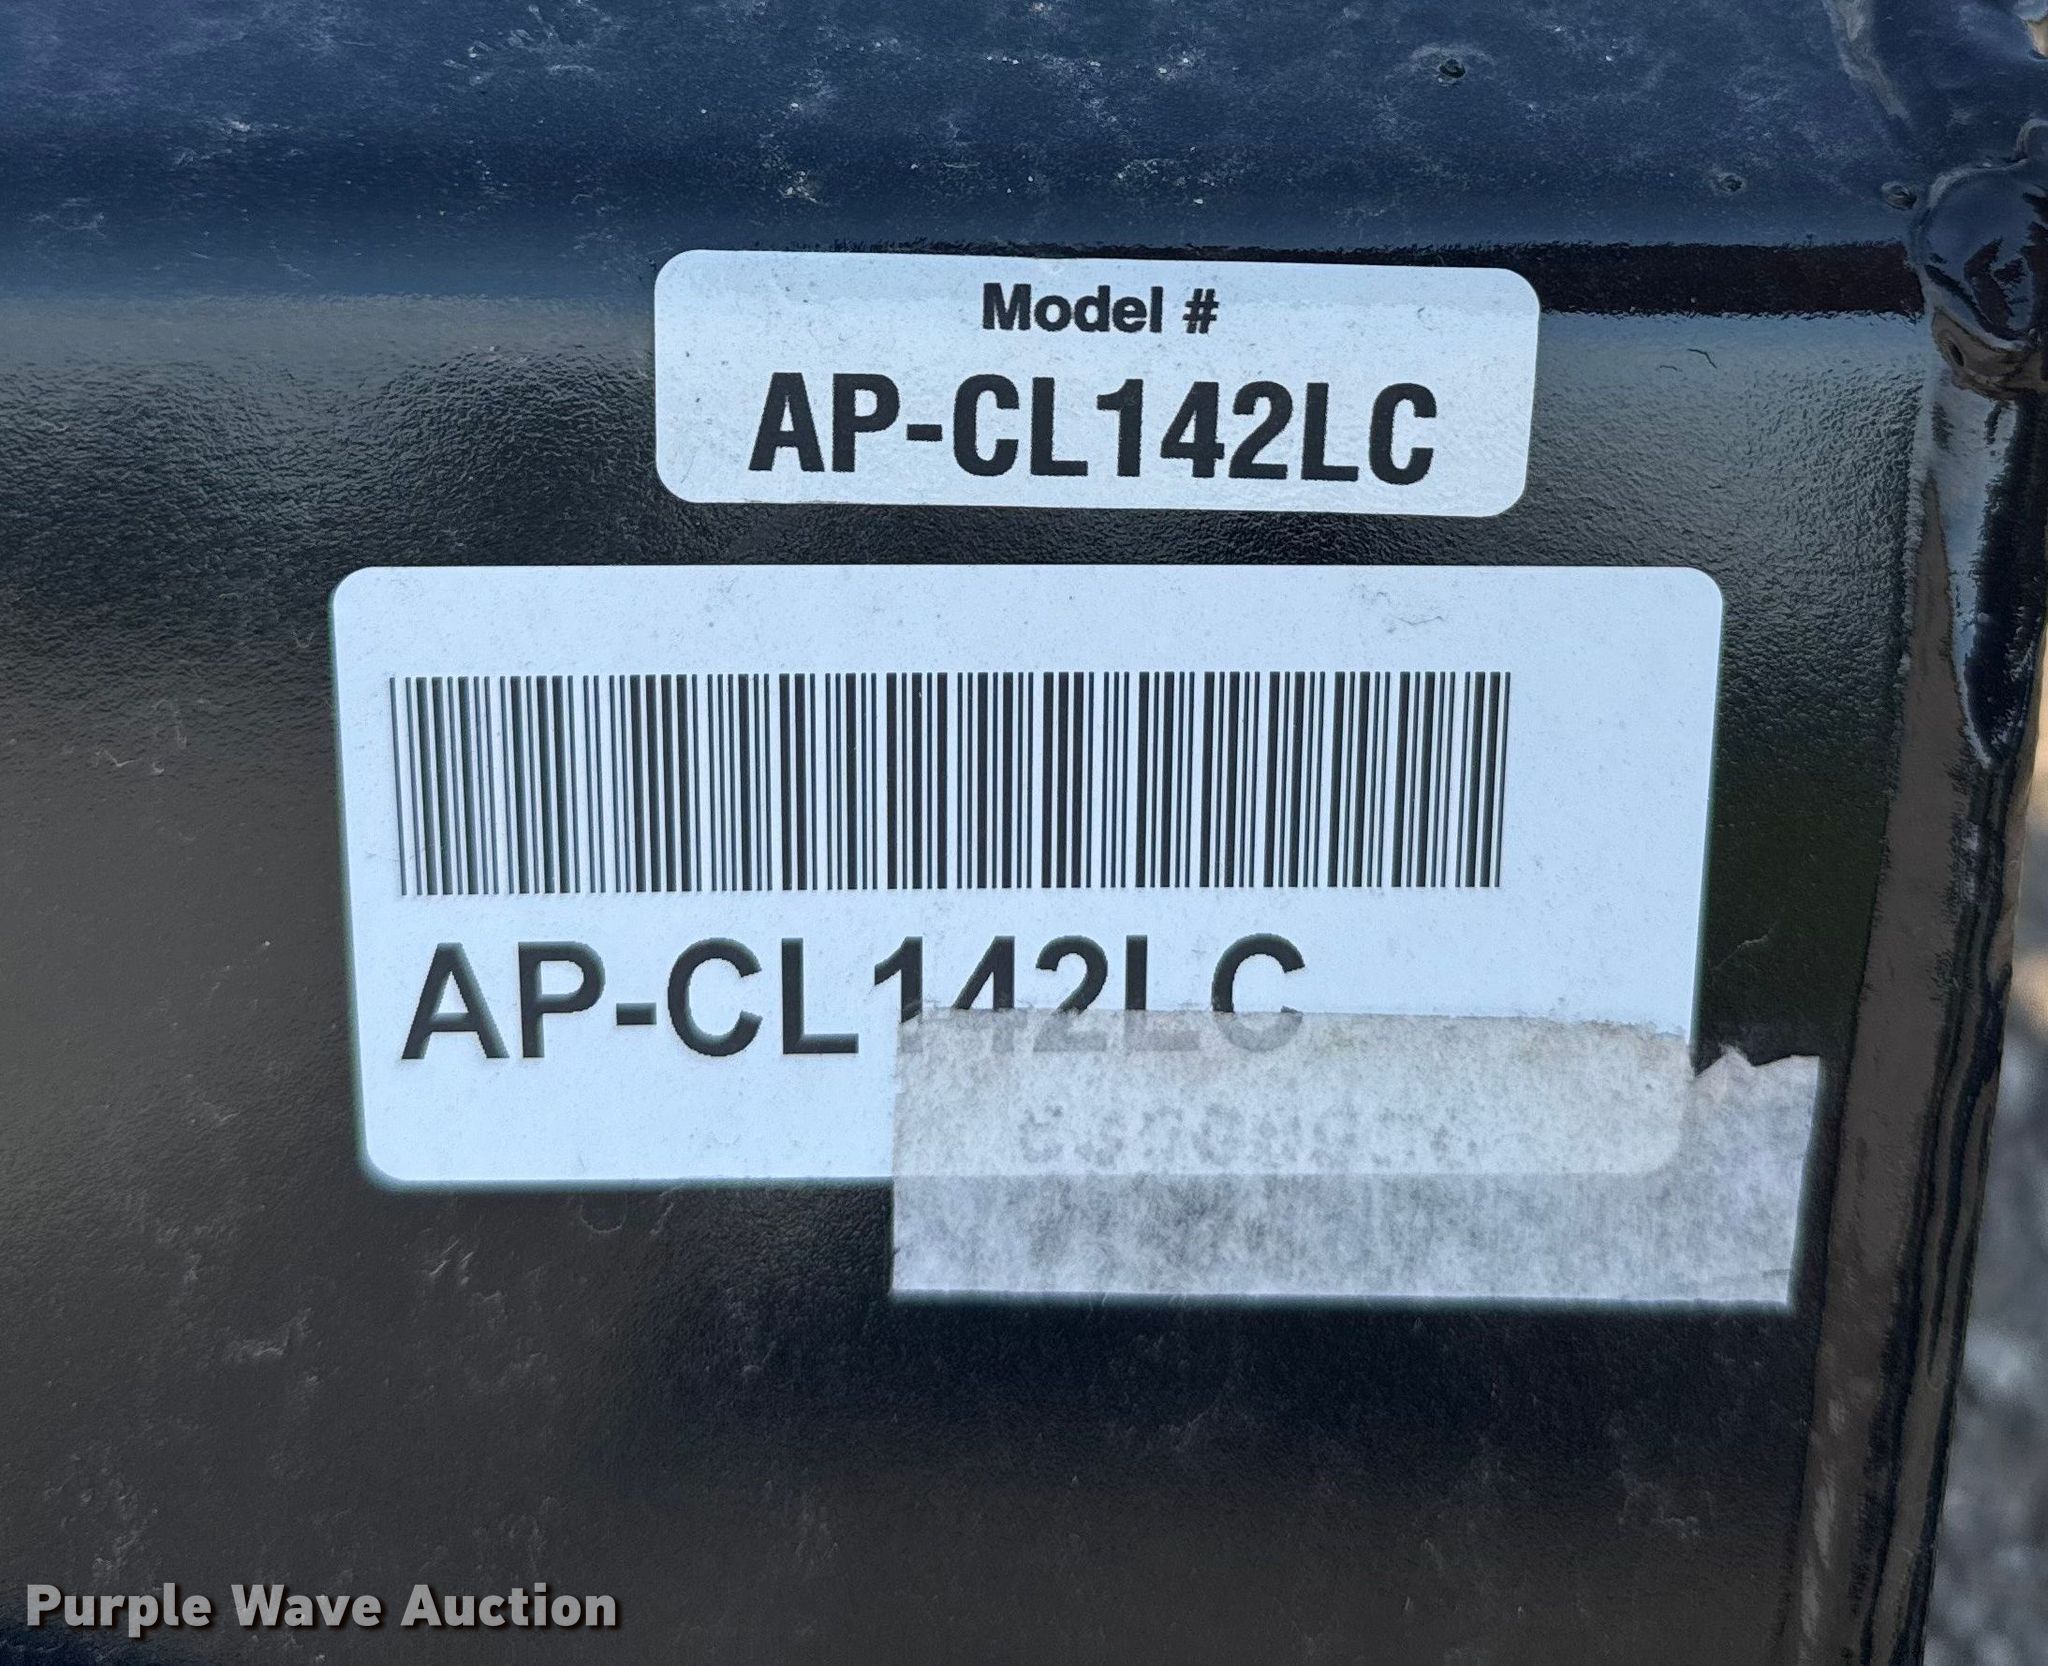 Model #
AP-CL142LC
AP-CL142LC
Purple Wave Auction